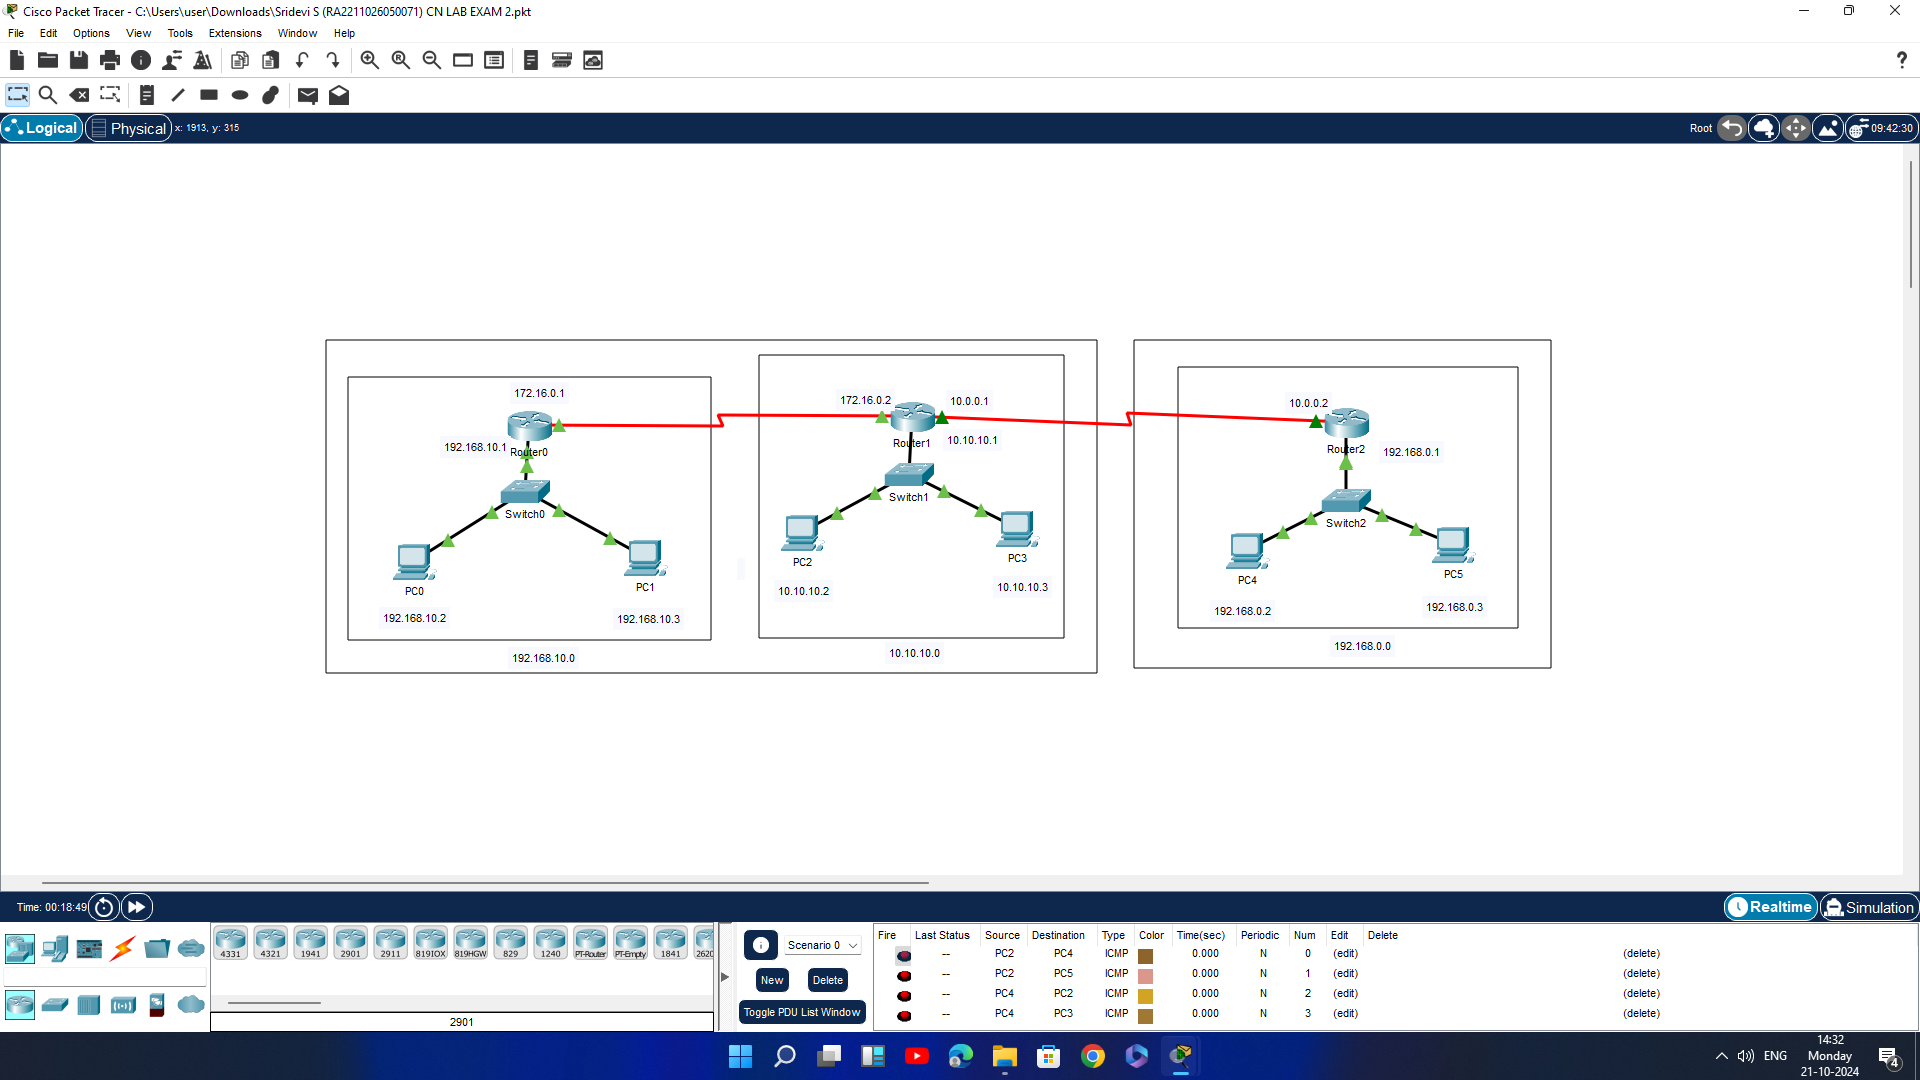 Cisco Packet Tracer - C:\Users\user\Downloads\Sridevi S (RA2211026050071) CN LAB EXAM 2.pkt
File Edit Options View Tools Extensions Window Help
?
Logical Physical x: 1913, y: 315 Root 09:42:30
172.16.0.1
172.16.0.2 10.0.0.1
10.0.0.2
192.168.10.1 Router0
Router1 10.10.10.1
Router2 192.168.0.1
Switch0
Switch1
Switch2
PC0
PC1
PC2
PC3
PC4
PC5
192.168.10.2
192.168.10.3
10.10.10.2
10.10.10.3
192.168.0.2
192.168.0.3
192.168.10.0
10.10.10.0
192.168.0.0
Time: 00:18:49 Realtime Simulation
4331 4321 1941 2901 2911 819IOX 819HGW 829 1240 PT-Router PT-Empty 1841 2620
2901
Scenario 0
New Delete
Toggle PDU List Window
Fire Last Status Source Destination Type Color Time(sec) Periodic Num Edit Delete
-- PC2 PC4 ICMP 0.000 N 0 (edit) (delete)
-- PC2 PC5 ICMP 0.000 N 1 (edit) (delete)
-- PC4 PC2 ICMP 0.000 N 2 (edit) (delete)
-- PC4 PC3 ICMP 0.000 N 3 (edit) (delete)
ENG
14:32
Monday
21-10-2024
4